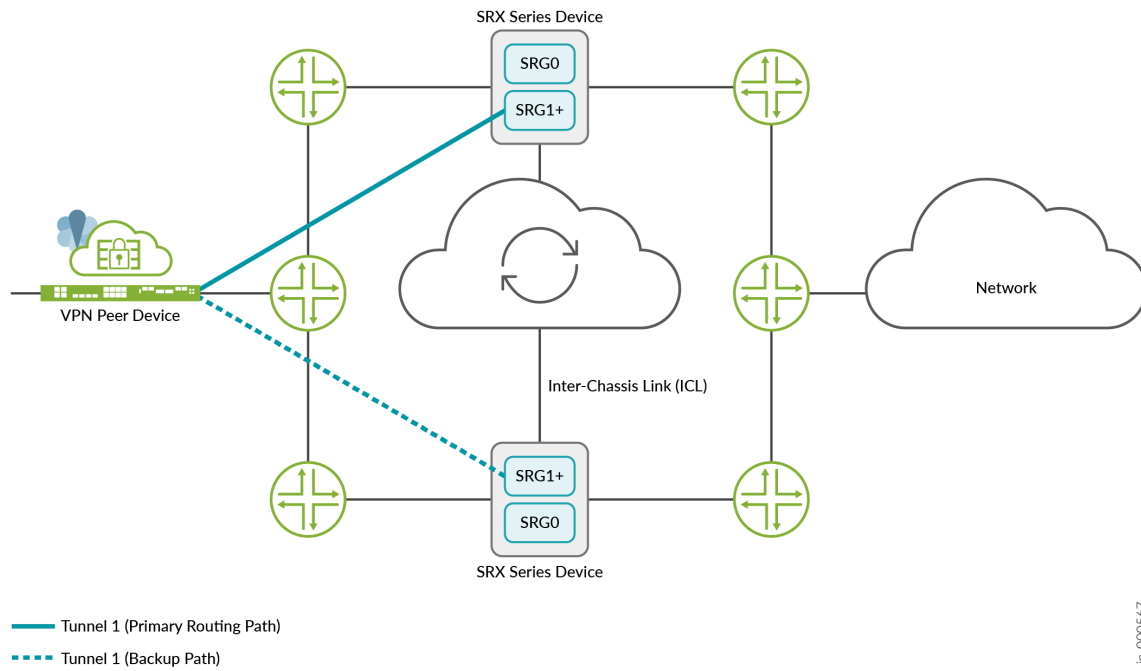 SRX Series Device
SRG0
SRG1+
VPN Peer Device
Network
Inter-Chassis Link (ICL)
SRG1+
SRG0
SRX Series Device
Tunnel 1 (Primary Routing Path)
Tunnel 1 (Backup Path)